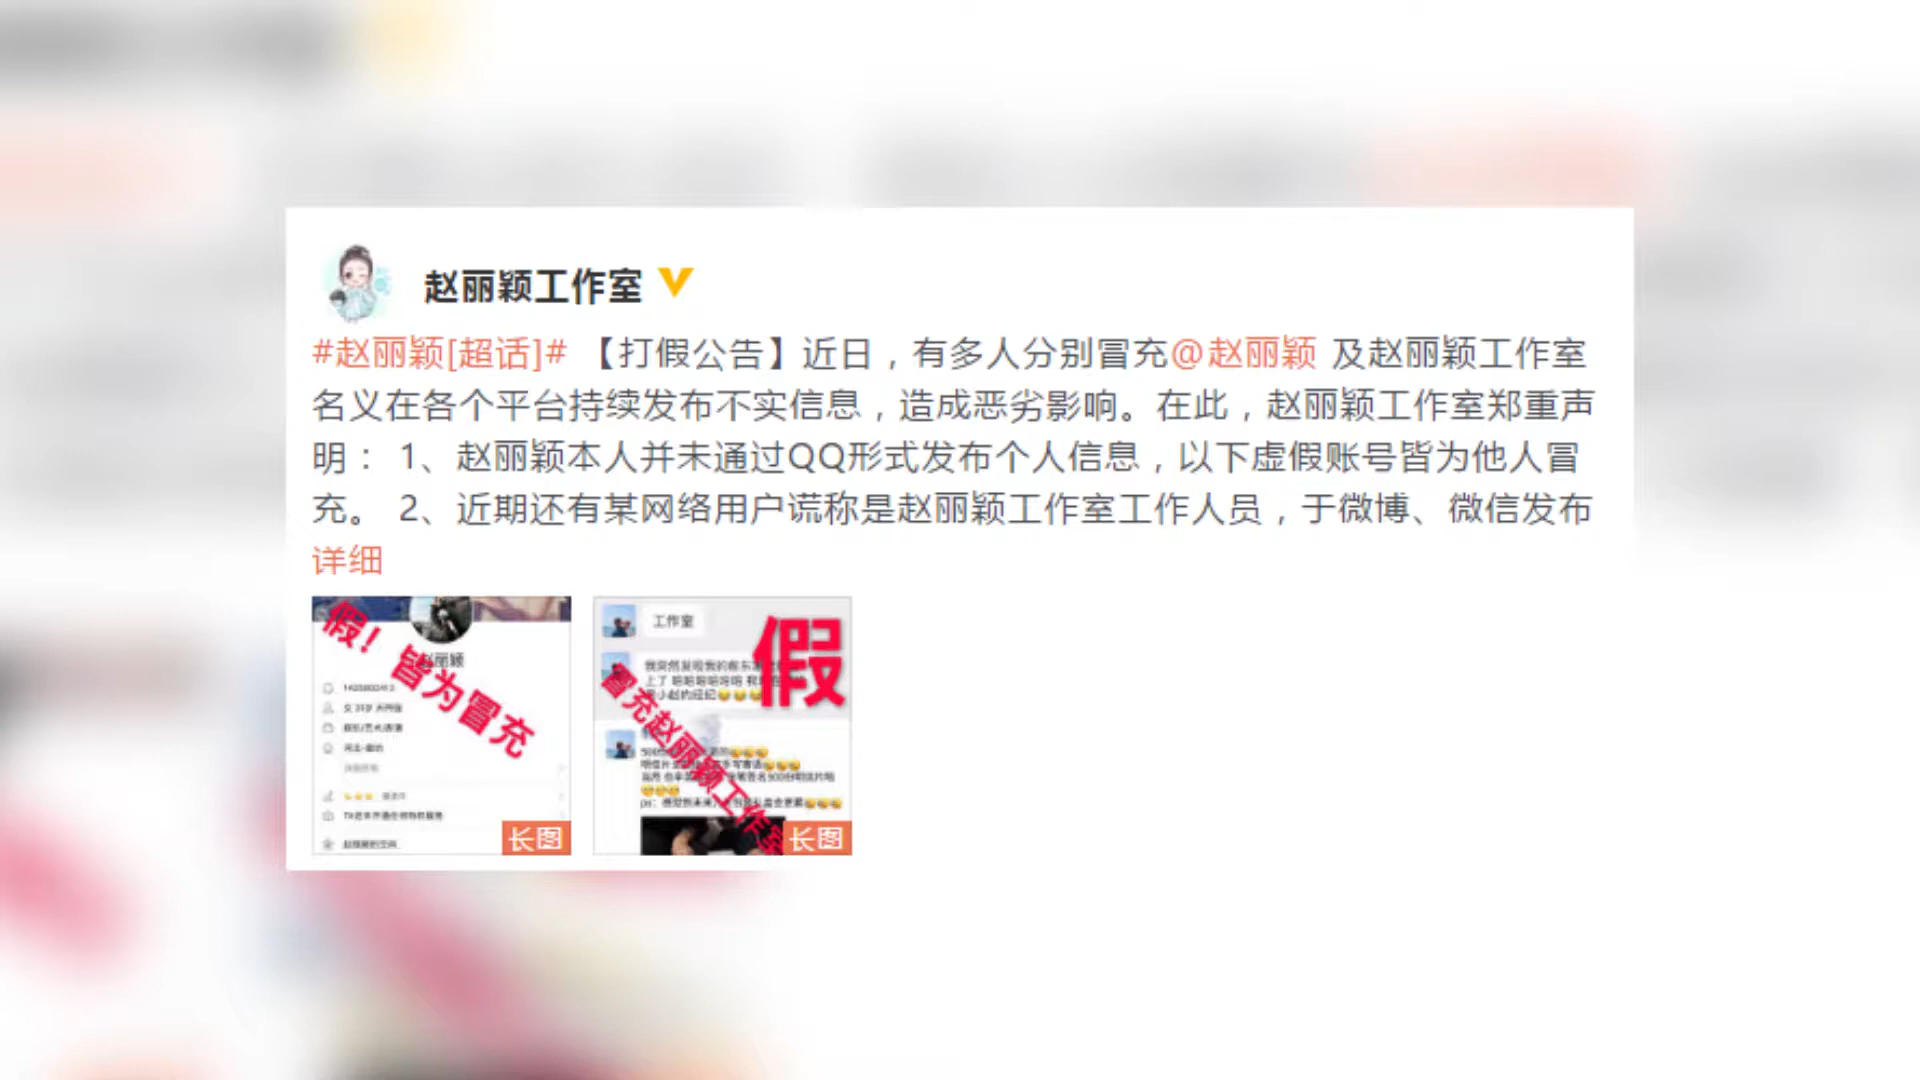 赵丽颖工作室
#赵丽颖[超话]# 【打假公告】近日，有多人分别冒充@赵丽颖 及赵丽颖工作室
名义在各个平台持续发布不实信息，造成恶劣影响。在此，赵丽颖工作室郑重声
明： 1、赵丽颖本人并未通过QQ形式发布个人信息，以下虚假账号皆为他人冒
充。 2、近期还有某网络用户谎称是赵丽颖工作室工作人员，于微博、微信发布
详细
假！皆为冒充
长图
工作室
假
冒充赵丽颖工作室
长图